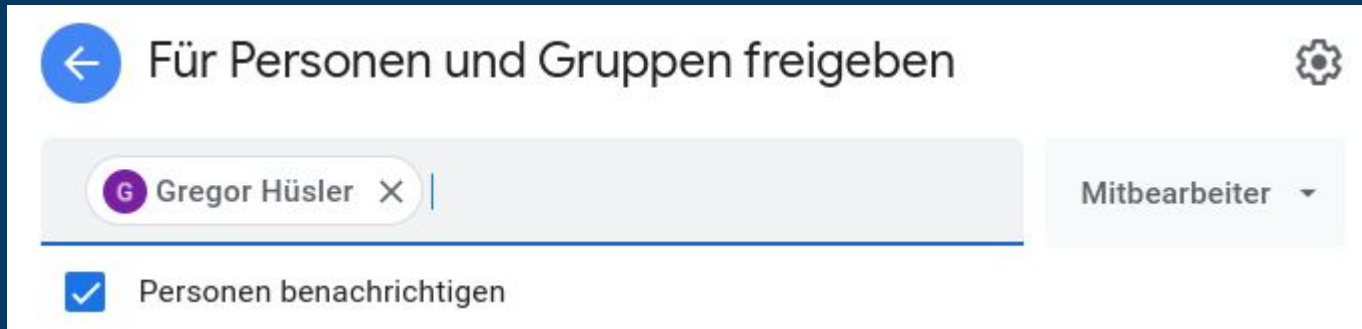 Für Personen und Gruppen freigeben
G Gregor Hüsler
Mitbearbeiter
Personen benachrichtigen